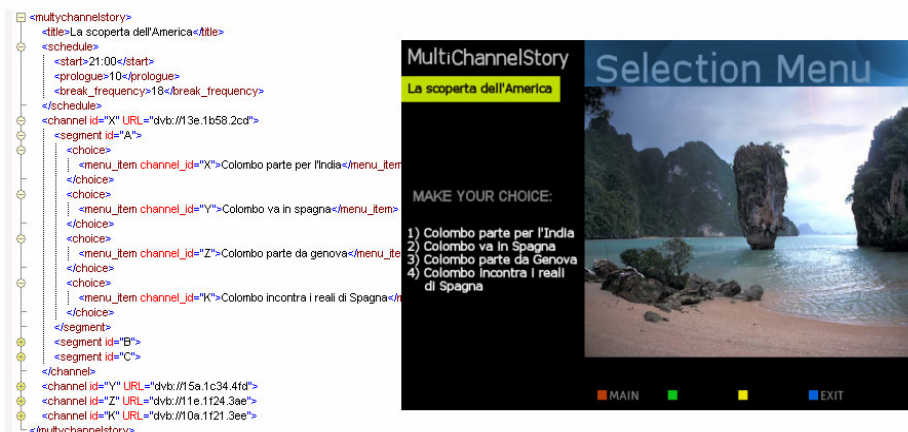 <multychannelstory>
<title>La scoperta dell'America</title>
<schedule>
<start>21:00</start>
<prologue>10</prologue>
<break_frequency>18</break_frequency>
</schedule>
<channel id="X" URL="dvb://13e.1b58.2cd">
<segment id="A">
<choice>
<menu_item channel_id="X">Colombo parte per l'India</menu_item
</choice>
<choice>
<menu_item channel_id="Y">Colombo va in spagna</menu_item>
</choice>
<choice>
<menu_item channel_id="Z">Colombo parte da genova</menu_ite
</choice>
<choice>
<menu_item channel_id="K">Colombo incontra i reali di Spagna</
</choice>
</segment>
<segment id="B">
<segment id="C">
</channel>
<channel id="Y" URL="dvb://15a.1c34.4fd">
<channel id="Z" URL="dvb://11e.1f24.3ae">
<channel id="K" URL="dvb://10a.1f21.3ee">
</multychannelstory>
MultiChannelStory
La scoperta dell'America
Selection Menu
MAKE YOUR CHOICE:
1) Colombo parte per l'India
2) Colombo va in Spagna
3) Colombo parte da Genova
4) Colombo incontra i reali
di Spagna
MAIN
EXIT